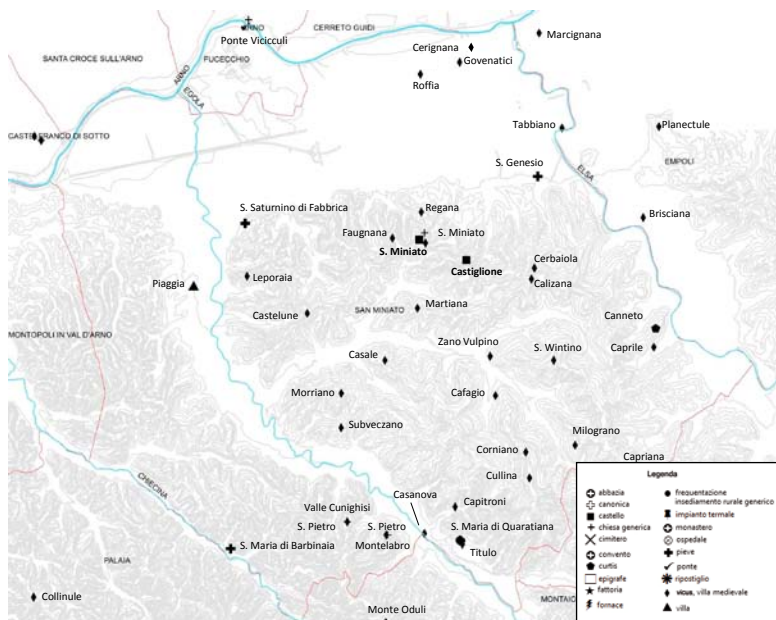 Ponte Vicicculi
ARNO
CERRETO GUIDI
Marcignana
SANTA CROCE SULL'ARNO
FUCECCHIO
Cerignana
Govenatici
ARNO
Roffia
EGOLA
Tabbiano
Planectule
CASTELFRANCO DI SOTTO
S. Genesio
EMPOLI
ELSA
S. Saturnino di Fabbrica
Regana
Brisciana
Faugnana
S. Miniato
S. Miniato
Castiglione
Cerbaiola
Leporaia
Calizana
Piaggia
Castelune
SAN MINIATO
Martiana
Canneto
MONTOPOLI IN VAL D'ARNO
Zano Vulpino
S. Wintino
Caprile
Casale
Morriano
Cafagio
Subveczano
Milograno
Corniano
Capriana
Cullina
CHIECINA
Casanova
Capitroni
Valle Cunighisi
S. Pietro
S. Pietro
S. Maria di Quaratiana
S. Maria di Barbinaia
Montelabro
Titulo
PALAIA
Collinule
MONTAIO
Monte Oduli
Legenda
abbazia
canonica
castello
chiesa generica
cimitero
convento
curtis
epigrafe
fattoria
fornace
frequentazione
insediamento rurale generico
impianto termale
monastero
ospedale
pieve
ponte
ripostiglio
vicus, villa medievale
villa